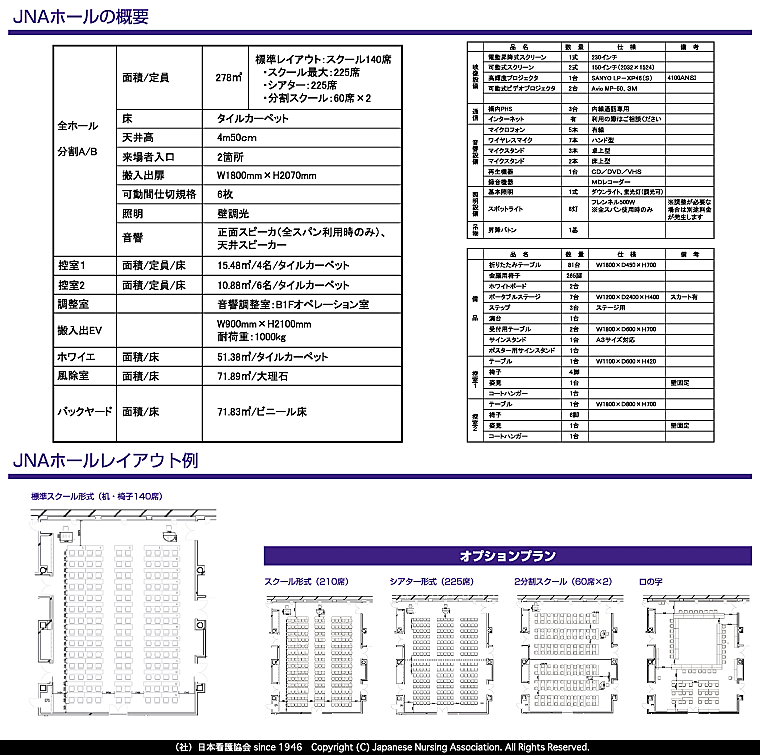 JNAホールの概要
全ホール
分割A/B
面積/定員 278㎡ 標準レイアウト:スクール140席
・スクール最大:225席
・シアター:225席
・分割スクール:60席×2
床 タイルカーペット
天井高 4m50cm
来場者入口 2箇所
搬入出扉 W1800mm×H2070mm
可動間仕切規格 6枚
照明 壁調光
音響 正面スピーカ(全スパン利用時のみ)、
天井スピーカー
控室1 面積/定員/床 15.48㎡/4名/タイルカーペット
控室2 面積/定員/床 10.88㎡/6名/タイルカーペット
調整室 音響調整室:B1Fオペレーション室
搬入出EV W900mm×H2100mm
耐荷重:1000kg
ホワイエ 面積/床 51.38㎡/タイルカーペット
風除室 面積/床 71.89㎡/大理石
バックヤード 面積/床 71.83㎡/ビニール床
品 名 数 量 仕 様 備 考
映像設備
電動昇降式スクリーン 1式 230インチ
可動式スクリーン 2式 150インチ(2032×1524)
高輝度プロジェクタ 1台 SANYO LP-XP46(S) 4100ANSI
可動式ビデオプロジェクタ 2台 Avio MP-50、3M
通信
構内PHS 3台 内線通話専用
インターネット 有 利用の際はご相談ください
音響設備
マイクロフォン 5本 有線
ワイヤレスマイク 7本 ハンド型
マイクスタンド 3本 卓上型
マイクスタンド 2本 床上型
再生機器 1台 CD/DVD/VHS
録音機器 MDレコーダー
照明設備
基本照明 1式 ダウンライト、蛍光灯(調光可)
スポットライト 8灯 フレンネル500W
※全スパン使用時のみ
※調整が必要な
場合は別途料金
が発生します
吊物 昇降バトン 1基
品 名 数 量 仕 様 備 考
備 品
折りたたみテーブル 81台 W1800×D450×H700
会議用椅子 265脚
ホワイトボード 2台
ポータブルステージ 7台 W1200×D2400×H400 スカート有
ステップ 3台 ステージ用
演台 1台
受付用テーブル 2台 W1800×D600×H700
サインスタンド 1台 A3サイズ対応
ポスター用サインスタンド 1台
控室1
テーブル 1台 W1100×D600×H420
椅子 4脚
姿見 1台 壁固定
コートハンガー 1台
控室2
テーブル 1台 W1800×D800×H700
椅子 6脚
姿見 1台 壁固定
コートハンガー 1台
JNAホールレイアウト例
標準スクール形式(机・椅子140席)
オプションプラン
スクール形式(210席) シアター形式(225席) 2分割スクール(60席×2) ロの字
(社)日本看護協会 since 1946 Copyright (C) Japanese Nursing Association. All Rights Reserved.